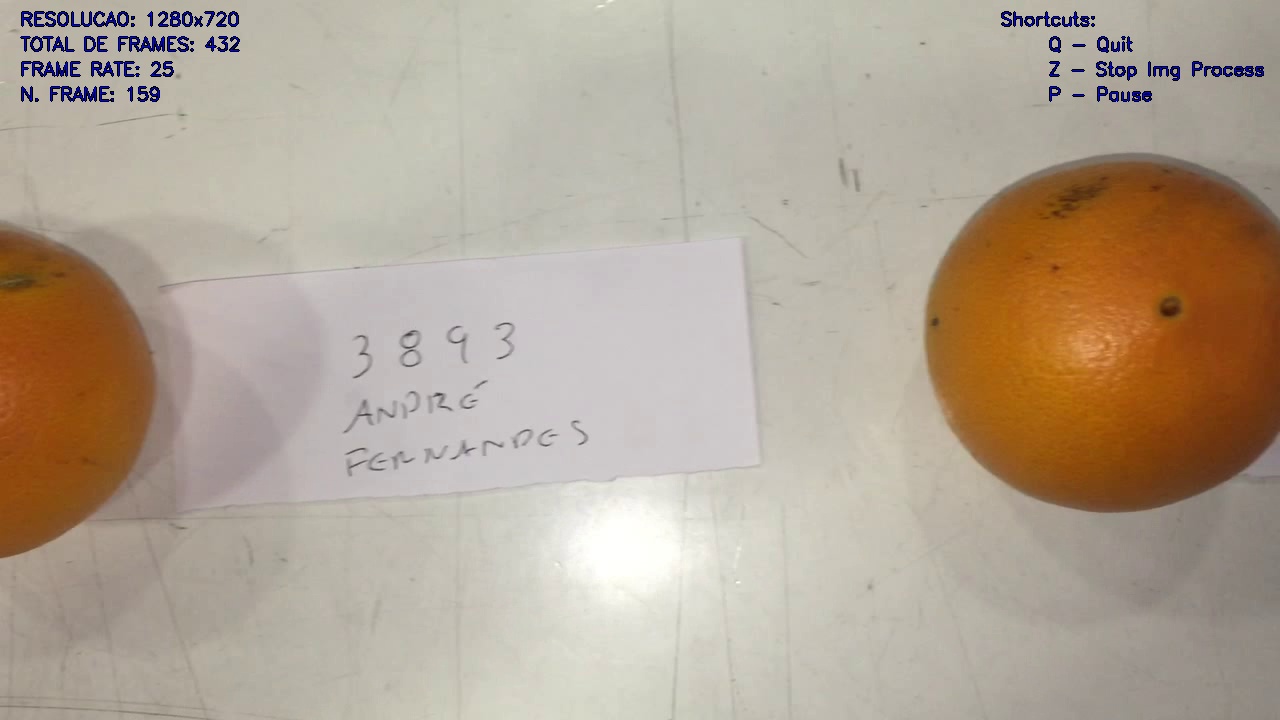 RESOLUCAO: 1280x720
TOTAL DE FRAMES: 432
FRAME RATE: 25
N. FRAME: 159
Shortcuts:
Q - Quit
Z - Stop Img Process
P - Pause
3893
ANDRÉ
FERNANDES